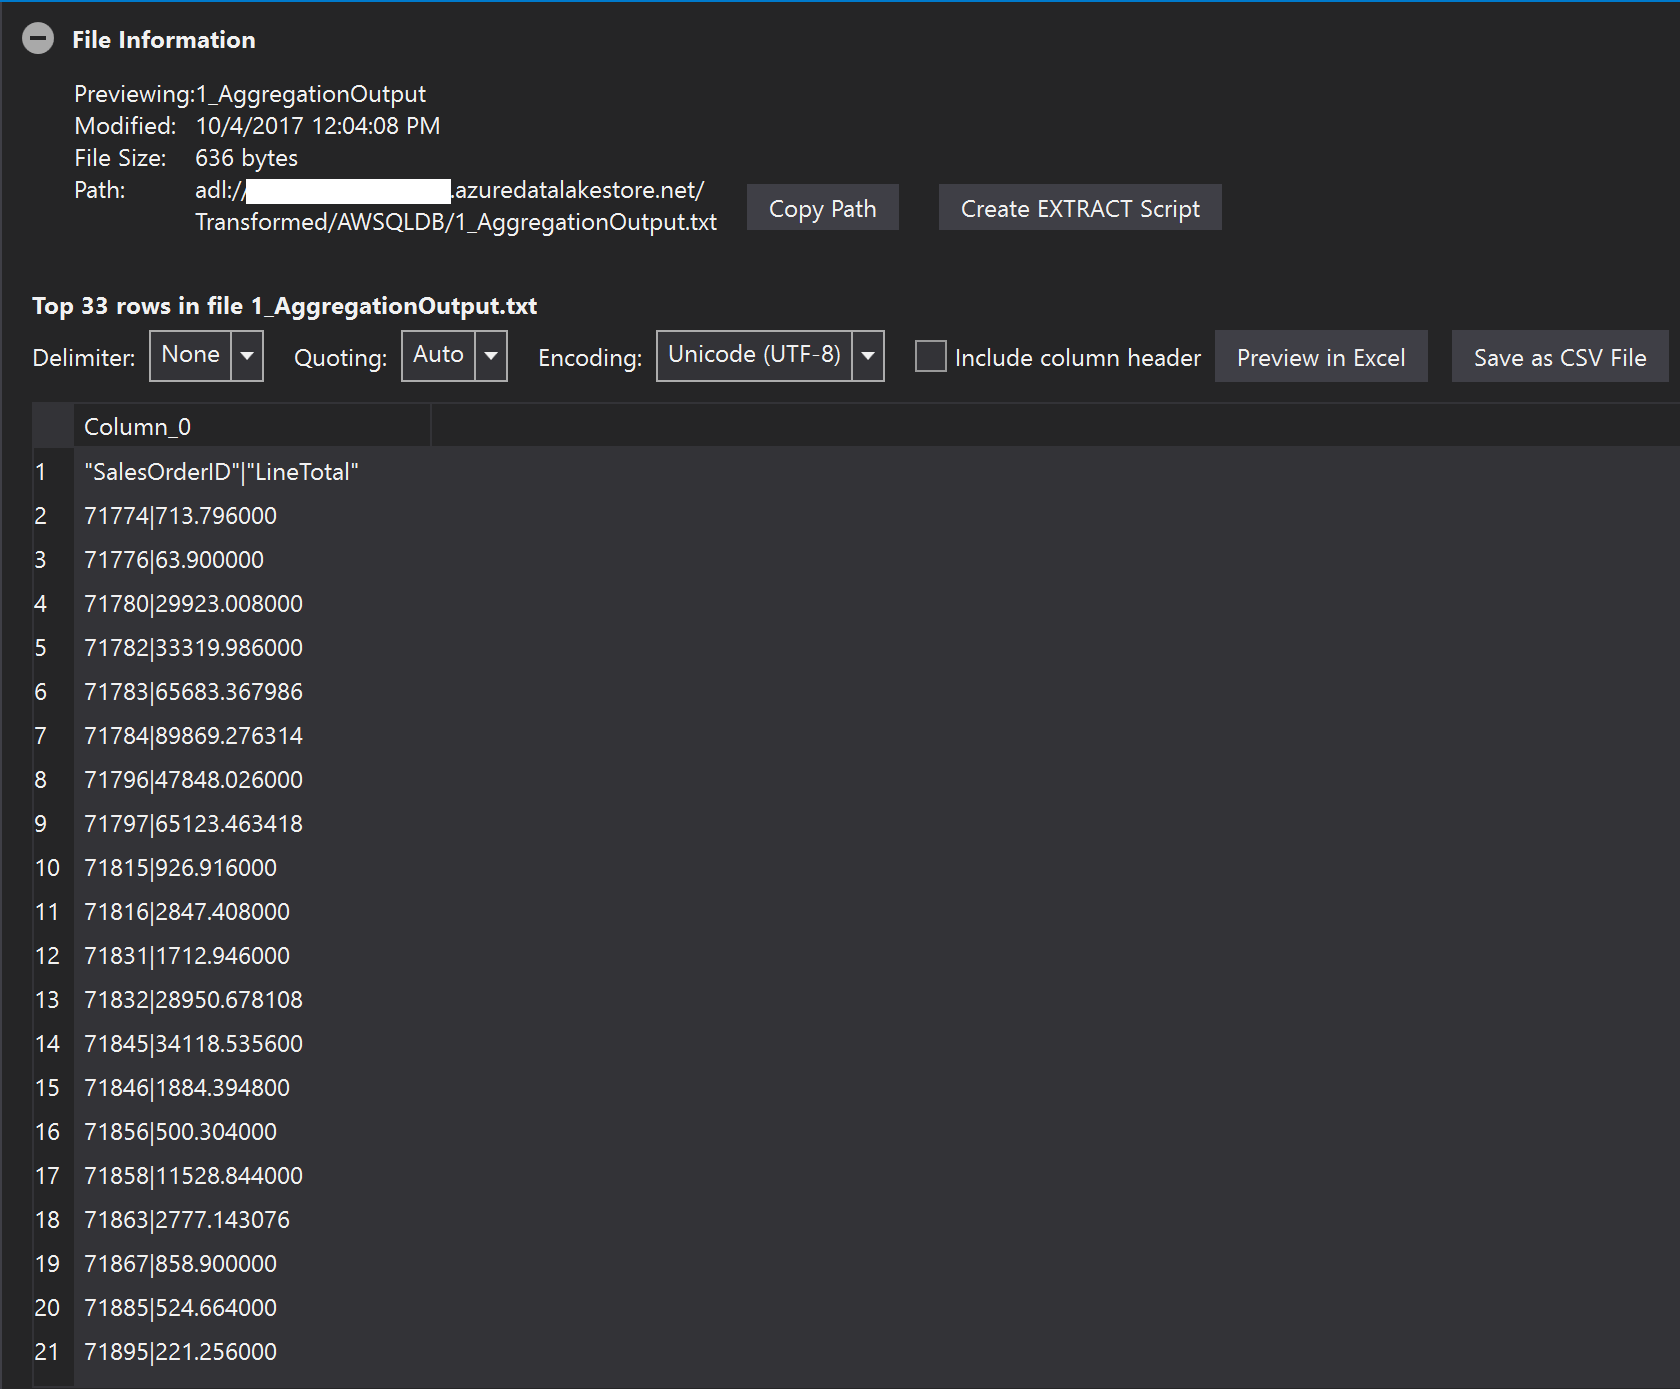 File Information
Previewing:1_AggregationOutput
Modified: 10/4/2017 12:04:08 PM
File Size: 636 bytes
Path: adl:// .azuredatalakestore.net/
Transformed/AWSQLDB/1_AggregationOutput.txt
Copy Path
Create EXTRACT Script
Top 33 rows in file 1_AggregationOutput.txt
Delimiter: None Quoting: Auto Encoding: Unicode (UTF-8) Include column header Preview in Excel Save as CSV File
Column_0
1 "SalesOrderID"|"LineTotal"
2 71774|713.796000
3 71776|63.900000
4 71780|29923.008000
5 71782|33319.986000
6 71783|65683.367986
7 71784|89869.276314
8 71796|47848.026000
9 71797|65123.463418
10 71815|926.916000
11 71816|2847.408000
12 71831|1712.946000
13 71832|28950.678108
14 71845|34118.535600
15 71846|1884.394800
16 71856|500.304000
17 71858|11528.844000
18 71863|2777.143076
19 71867|858.900000
20 71885|524.664000
21 71895|221.256000